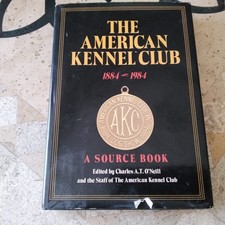 THE
AMERICAN
KENNEL CLUB
1884–1984
AKC
A SOURCE BOOK
Edited by Charles A.T. O'Neill
and the Staff of The American Kennel Club